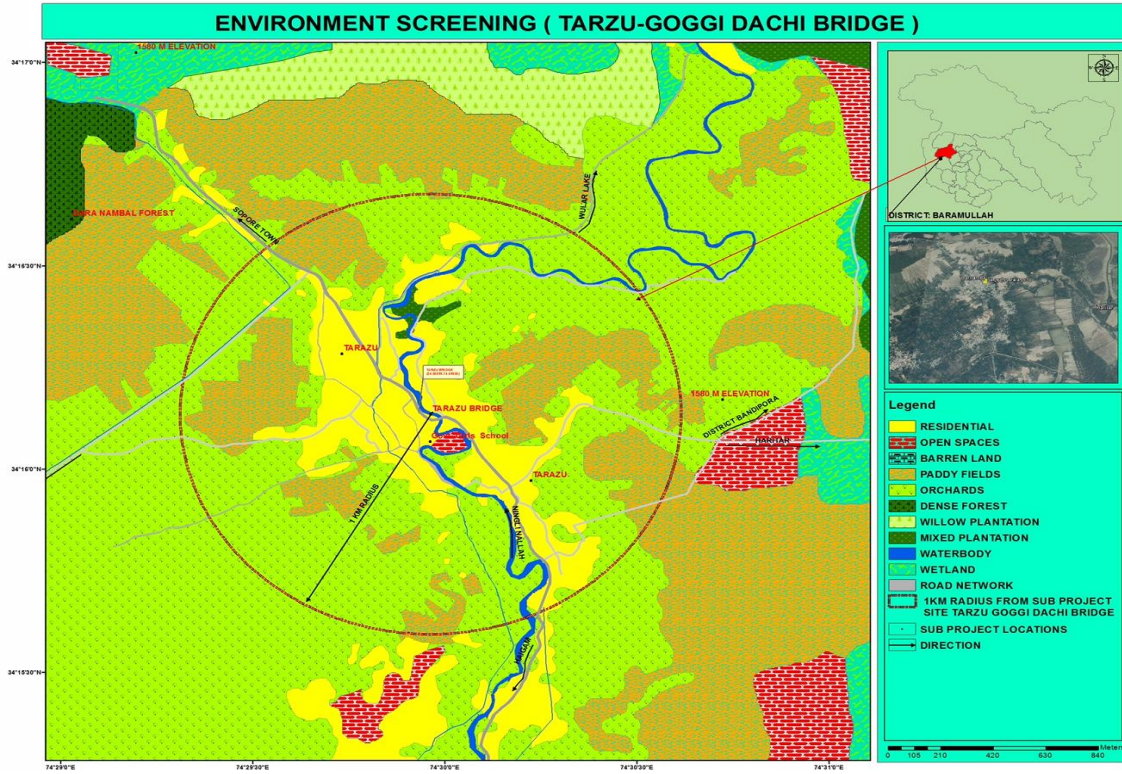 ENVIRONMENT SCREENING ( TARZU-GOGGI DACHI BRIDGE )
34°17'0"N
34°16'30"N
34°16'0"N
34°15'30"N
1580 M ELEVATION
NAMBAL FOREST
SOPORE TOWN
WULAR LAKE
TARAZU
TARAZU BRIDGE
School
1 KM RADIUS
TARAZU
NINGLI NALLAH
1580 M ELEVATION
DISTRICT BANDIPORA
74°29'0"E
74°29'30"E
74°30'0"E
74°30'30"E
74°31'0"E
DISTRICT: BARAMULLAH
Legend
RESIDENTIAL
OPEN SPACES
BARREN LAND
PADDY FIELDS
ORCHARDS
DENSE FOREST
WILLOW PLANTATION
MIXED PLANTATION
WATERBODY
WETLAND
ROAD NETWORK
1KM RADIUS FROM SUB PROJECT
SITE TARZU GOGGI DACHI BRIDGE
SUB PROJECT LOCATIONS
DIRECTION
Meters
0 105 210 420 630 840